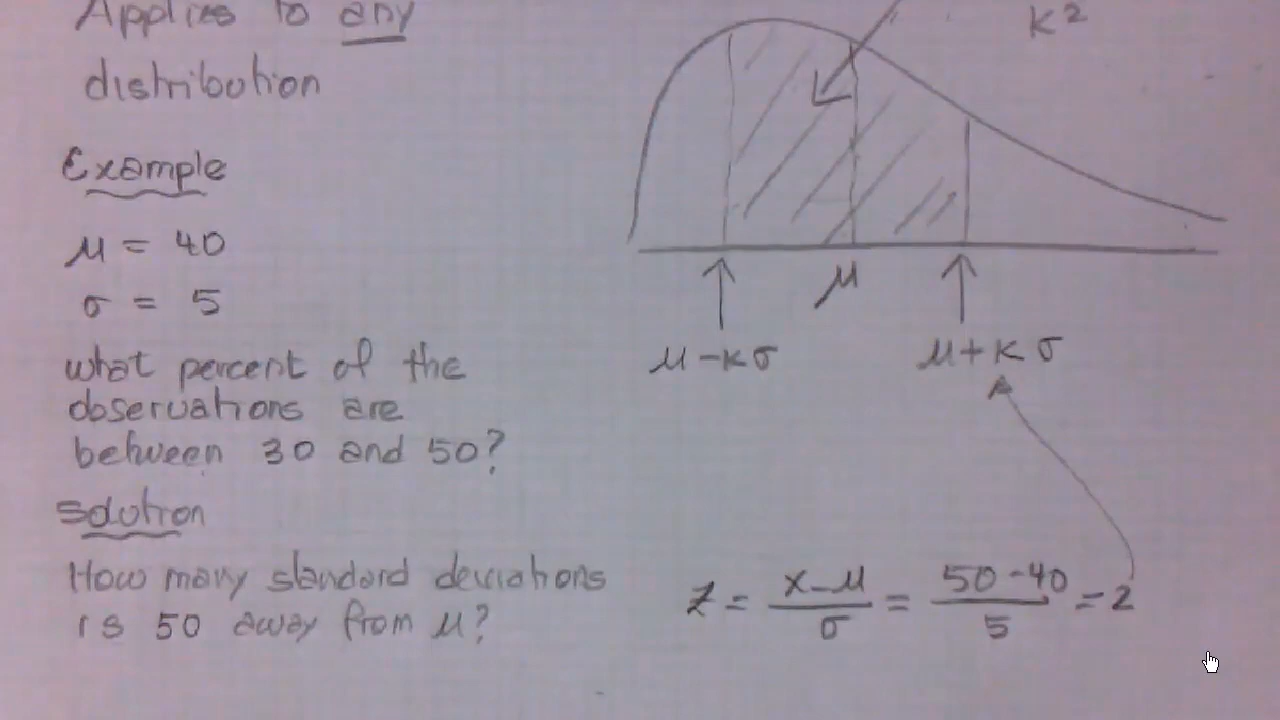 Applies to any
distribution
Example
μ = 40
σ = 5
what percent of the
observations are
between 30 and 50?
Solution
How many standard deviations
is 50 away from μ?
K²
μ
μ-Kσ
μ+Kσ
Z = x-μ / σ = 50-40 / 5 = 2